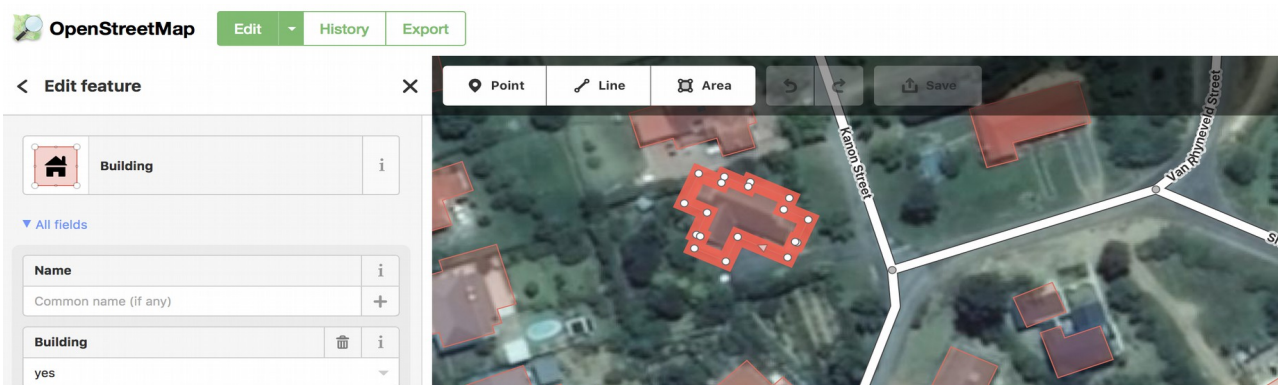 OpenStreetMap
Edit
History
Export
Edit feature
Point
Line
Area
Save
Building
i
All fields
Name
i
Common name (if any)
Building
i
yes
Kanon Street
Van Rhyneveld Street